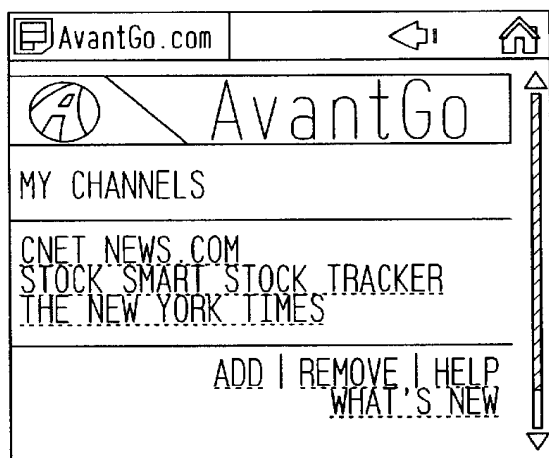 AvantGo.com
AvantGo
MY CHANNELS
CNET NEWS.COM
STOCK SMART STOCK TRACKER
THE NEW YORK TIMES
ADD | REMOVE | HELP
WHAT'S NEW